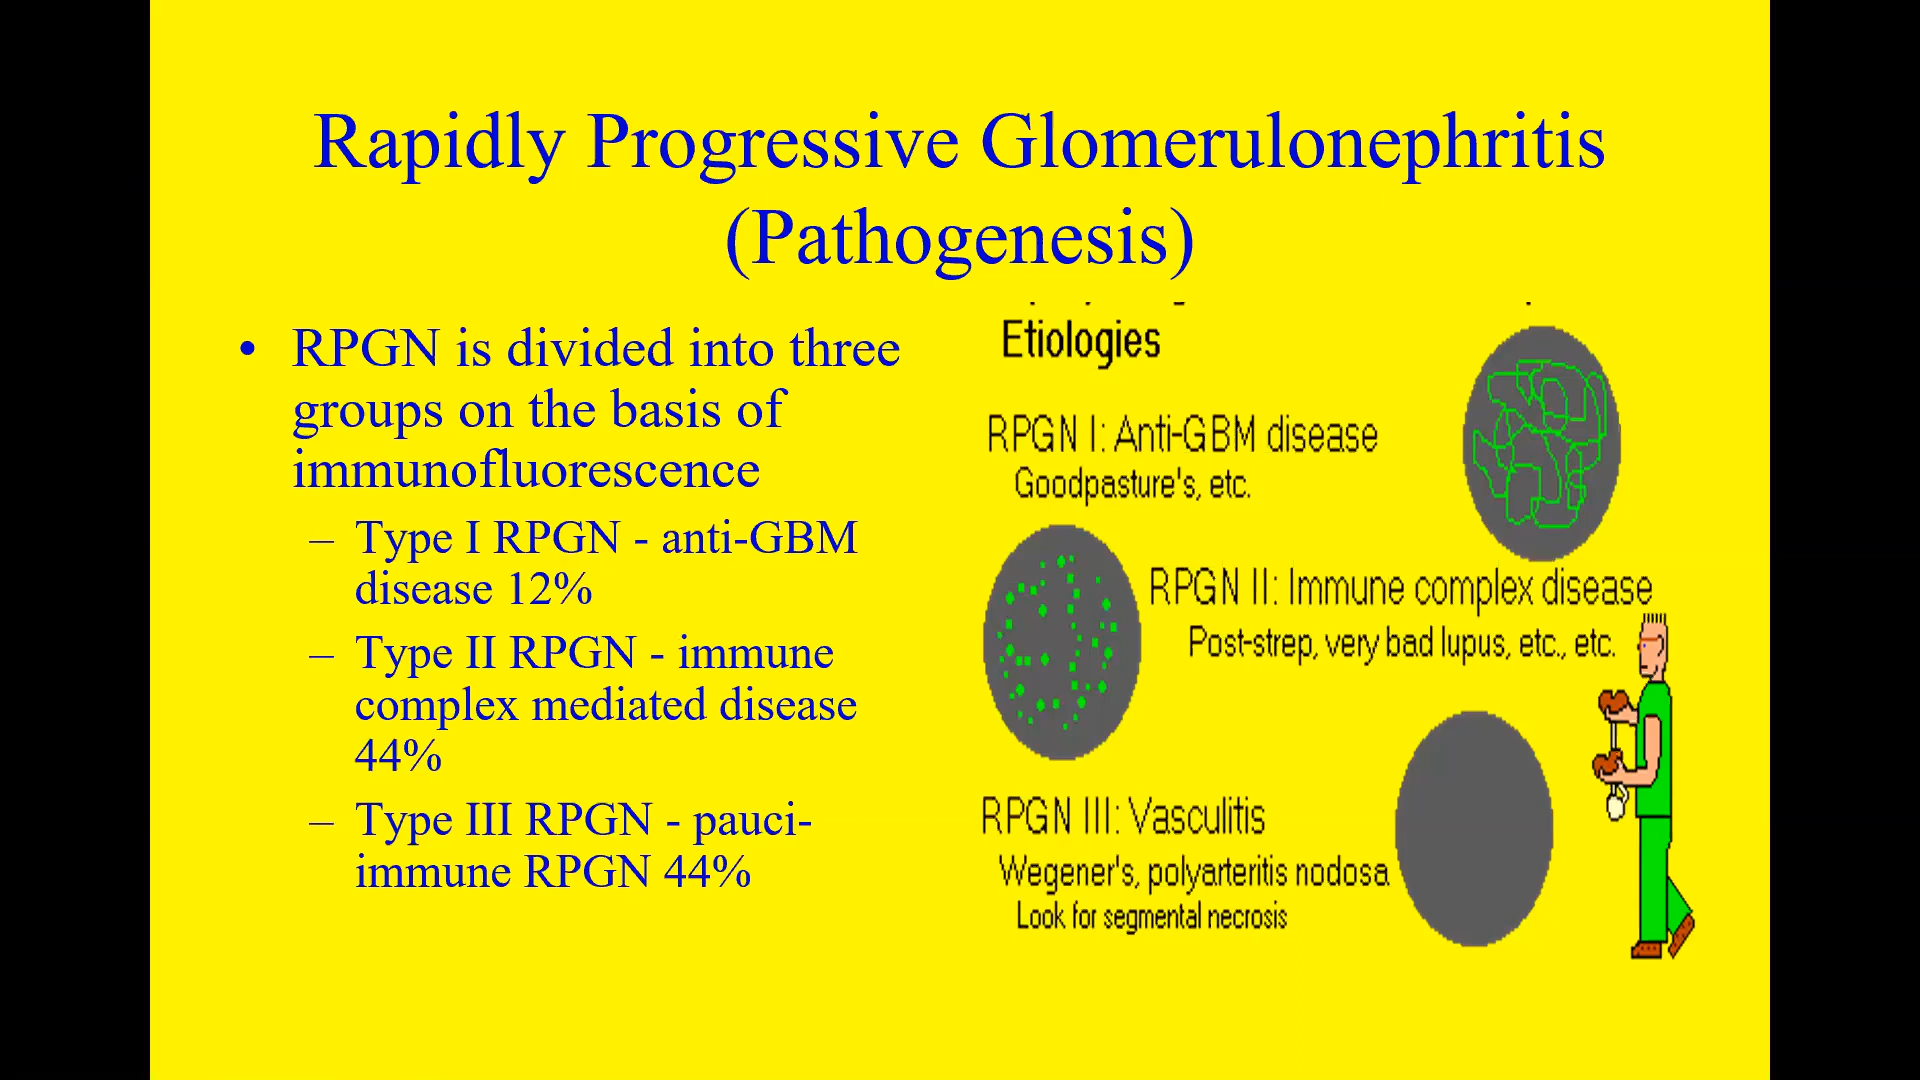 Rapidly Progressive Glomerulonephritis
(Pathogenesis)
• RPGN is divided into three
groups on the basis of
immunofluorescence
– Type I RPGN - anti-GBM
disease 12%
– Type II RPGN - immune
complex mediated disease
44%
– Type III RPGN - pauci-
immune RPGN 44%
Etiologies
RPGN I: Anti-GBM disease
Goodpasture's, etc.
RPGN II: Immune complex disease
Post-strep, very bad lupus, etc., etc.
RPGN III: Vasculitis
Wegener's, polyarteritis nodosa
Look for segmental necrosis